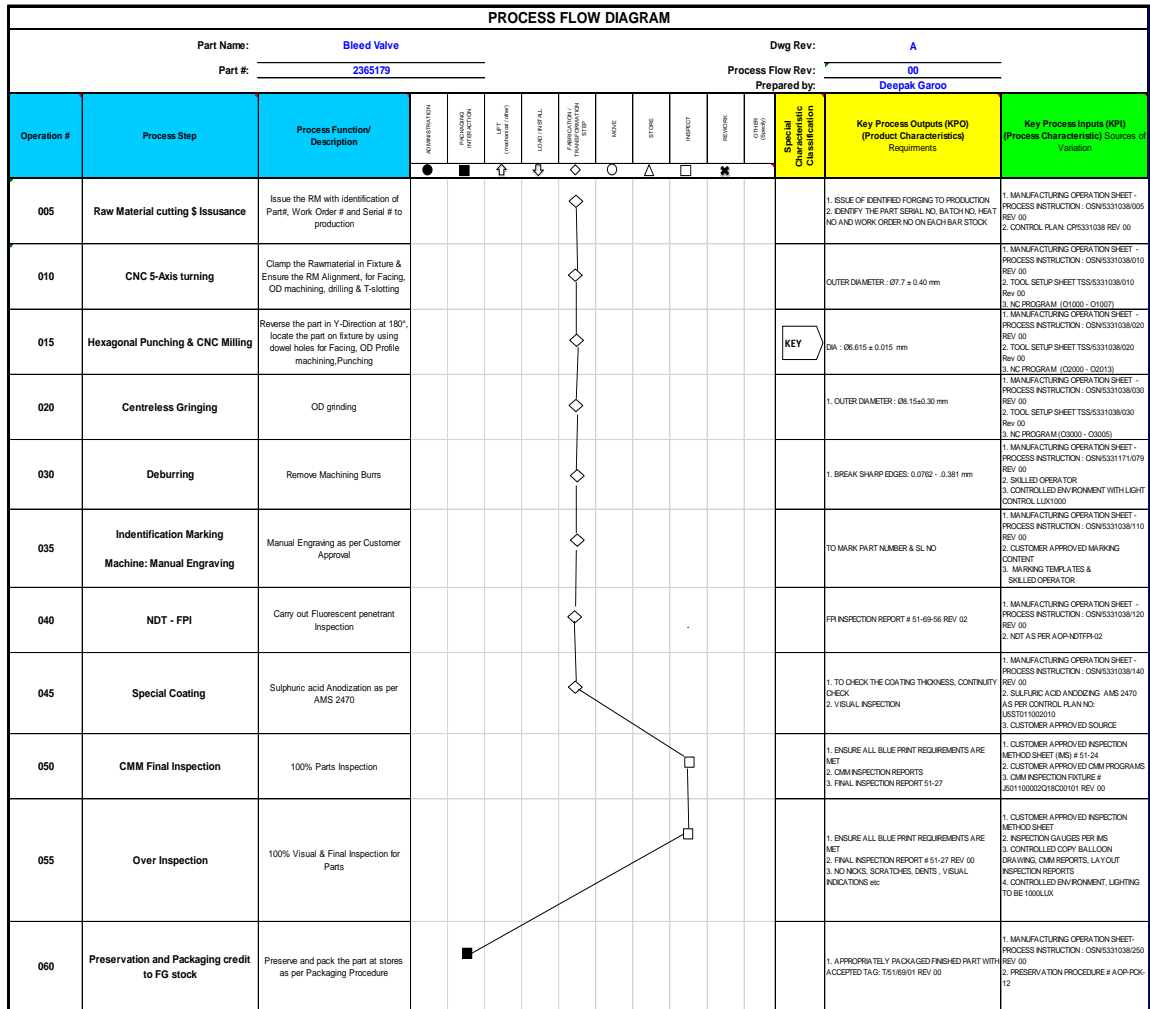 PROCESS FLOW DIAGRAM
Part Name: Bleed Valve Dwg Rev: A
Part #: 2365179 Process Flow Rev: 00
Prepared by: Deepak Garoo
Operation #
Process Step
Process Function/
Description
ADMINISTRATION
PACKAGING
INTERACTION
LIFT
(mechanical / other)
LOAD / INSTALL
FABRICATION /
TRANSFORMATION
STEP
MOVE
STORE
INSPECT
REWORK
OTHER
(Specify)
Special
Characteristic
Classification
Key Process Outputs (KPO)
(Product Characteristics)
Requirments
Key Process Inputs (KPI)
(Process Characteristic) Sources of
Variation
005
Raw Material cutting $ Issusance
Issue the RM with identification of
Part#, Work Order # and Serial # to
production
1. ISSUE OF IDENTIFIED FORGING TO PRODUCTION
2. IDENTIFY THE PART SERIAL NO, BATCH NO, HEAT
NO AND WORK ORDER NO ON EACH BAR STOCK
1. MANUFACTURING OPERATION SHEET -
PROCESS INSTRUCTION : OSN/5331038/005
REV 00
2. CONTROL PLAN: CP/5331038 REV 00
010
CNC 5-Axis turning
Clamp the Rawmaterial in Fixture &
Ensure the RM Alignment, for Facing,
OD machining, drilling & T-slotting
OUTER DIAMETER : Ø7.7 ± 0.40 mm
1. MANUFACTURING OPERATION SHEET -
PROCESS INSTRUCTION : OSN/5331038/010
REV 00
2. TOOL SETUP SHEET TSS/5331038/010
Rev 00
3. NC PROGRAM (O1000 - O1007)
015
Hexagonal Punching & CNC Milling
Reverse the part in Y-Direction at 180°,
locate the part on fixture by using
dowel holes for Facing, OD Profile
machining,Punching
KEY
DIA : Ø6.615 ± 0.015 mm
1. MANUFACTURING OPERATION SHEET -
PROCESS INSTRUCTION : OSN/5331038/020
REV 00
2. TOOL SETUP SHEET TSS/5331038/020
Rev 00
3. NC PROGRAM (O2000 - O2013)
020
Centreless Gringing
OD grinding
1. OUTER DIAMETER : Ø8.15±0.30 mm
1. MANUFACTURING OPERATION SHEET -
PROCESS INSTRUCTION : OSN/5331038/030
REV 00
2. TOOL SETUP SHEET TSS/5331038/030
Rev 00
3. NC PROGRAM (O3000 - O3005)
030
Deburring
Remove Machining Burrs
1. BREAK SHARP EDGES: 0.0762 - .0.381 mm
1. MANUFACTURING OPERATION SHEET -
PROCESS INSTRUCTION : OSN/5331171/079
REV 00
2. SKILLED OPERATOR
3. CONTROLLED ENVIRONMENT WITH LIGHT
CONTROL LUX1000
035
Indentification Marking
Machine: Manual Engraving
Manual Engraving as per Customer
Approval
TO MARK PART NUMBER & SL NO
1. MANUFACTURING OPERATION SHEET -
PROCESS INSTRUCTION : OSN/5331038/110
REV 00
2. CUSTOMER APPROVED MARKING
CONTENT
3. MARKING TEMPLATES &
SKILLED OPERATOR
040
NDT - FPI
Carry out Fluorescent penetrant
Inspection
FPI INSPECTION REPORT # 51-69-56 REV 02
1. MANUFACTURING OPERATION SHEET -
PROCESS INSTRUCTION : OSN/5331038/120
REV 00
2. NDT AS PER AOP-NDTFPI-02
045
Special Coating
Sulphuric acid Anodization as per
AMS 2470
1. TO CHECK THE COATING THICKNESS, CONTINUITY
CHECK
2. VISUAL INSPECTION
1. MANUFACTURING OPERATION SHEET -
PROCESS INSTRUCTION : OSN/5331038/140
REV 00
2. SULFURIC ACID ANODIZING AMS 2470
AS PER CONTROL PLAN NO:
U5ST011002010
3. CUSTOMER APPROVED SOURCE
050
CMM Final Inspection
100% Parts Inspection
1. ENSURE ALL BLUE PRINT REQUIREMENTS ARE
MET
2. CMM INSPECTION REPORTS
3. FINAL INSPECTION REPORT 51-27
1. CUSTOMER APPROVED INSPECTION
METHOD SHEET (IMS) # 51-24
2. CUSTOMER APPROVED CMM PROGRAMS
3. CMM INSPECTION FIXTURE #
J501100002Q18C00101 REV 00
055
Over Inspection
100% Visual & Final Inspection for
Parts
1. ENSURE ALL BLUE PRINT REQUIREMENTS ARE
MET
2. FINAL INSPECTION REPORT # 51-27 REV 00
3. NO NICKS, SCRATCHES, DENTS , VISUAL
INDICATIONS etc
1. CUSTOMER APPROVED INSPECTION
METHOD SHEET
2. INSPECTION GAUGES PER IMS
3. CONTROLLED COPY BALLOON
DRAWING, CMM REPORTS, LAYOUT
INSPECTION REPORTS
4. CONTROLLED ENVIRONMENT, LIGHTING
TO BE 1000LUX
060
Preservation and Packaging credit
to FG stock
Preserve and pack the part at stores
as per Packaging Procedure
1. APPROPRIATELY PACKAGED FINISHED PART WITH
ACCEPTED TAG: T/51/69/01 REV 00
1. MANUFACTURING OPERATION SHEET-
PROCESS INSTRUCTION : OSN/5331038/250
REV 00
2. PRESERVATION PROCEDURE # AOP-PCK-
12